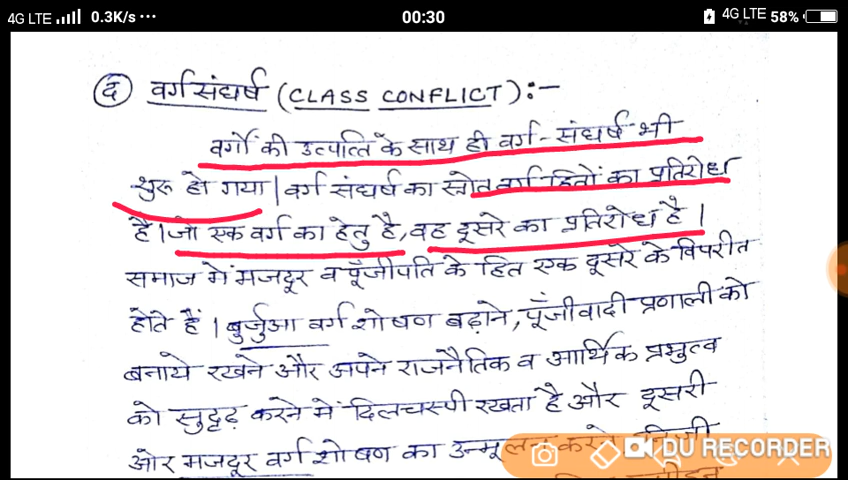 4G LTE 0.3K/s ··· 00:30 4G LTE 58%
द वर्ग संघर्ष (CLASS CONFLICT):-
वर्गों की उत्पत्ति के साथ ही वर्ग-संघर्ष भी
शुरू हो गया। वर्ग संघर्ष का स्त्रोत वर्ग हितों का प्रतिरोध
है। जो एक वर्ग का हेतु है, वह दूसरे का प्रतिरोध है।
समाज में मजदूर व पूँजीपति के हित एक दूसरे के विपरीत
होते हैं। बुर्जुआ वर्ग शोषण बढ़ाने, पूँजीवादी प्रणाली को
बनाये रखने और अपने राजनैतिक व आर्थिक प्रभुत्व
को सुदृढ़ करने में दिलचस्पी रखता है और दूसरी
ओर मजदूर वर्ग शोषण का उन्मूलन करने
DU RECORDER